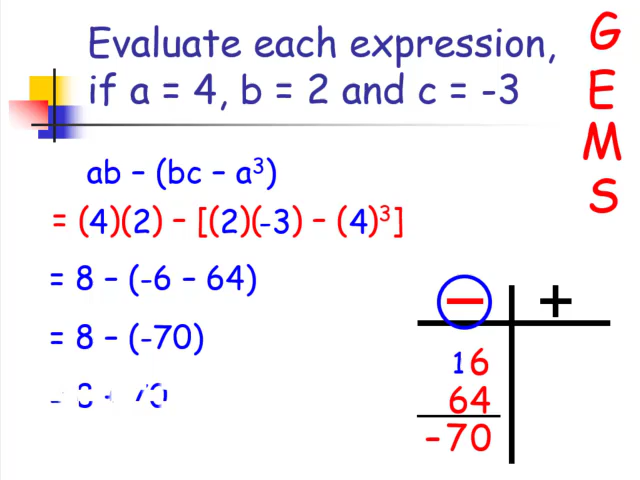 Evaluate each expression,
if a = 4, b = 2 and c = -3
G
E
M
S
ab – (bc – a³)
= (4)(2) – [(2)(-3) – (4)³]
= 8 – (-6 – 64)
= 8 – (-70)
– +
16
64
-70